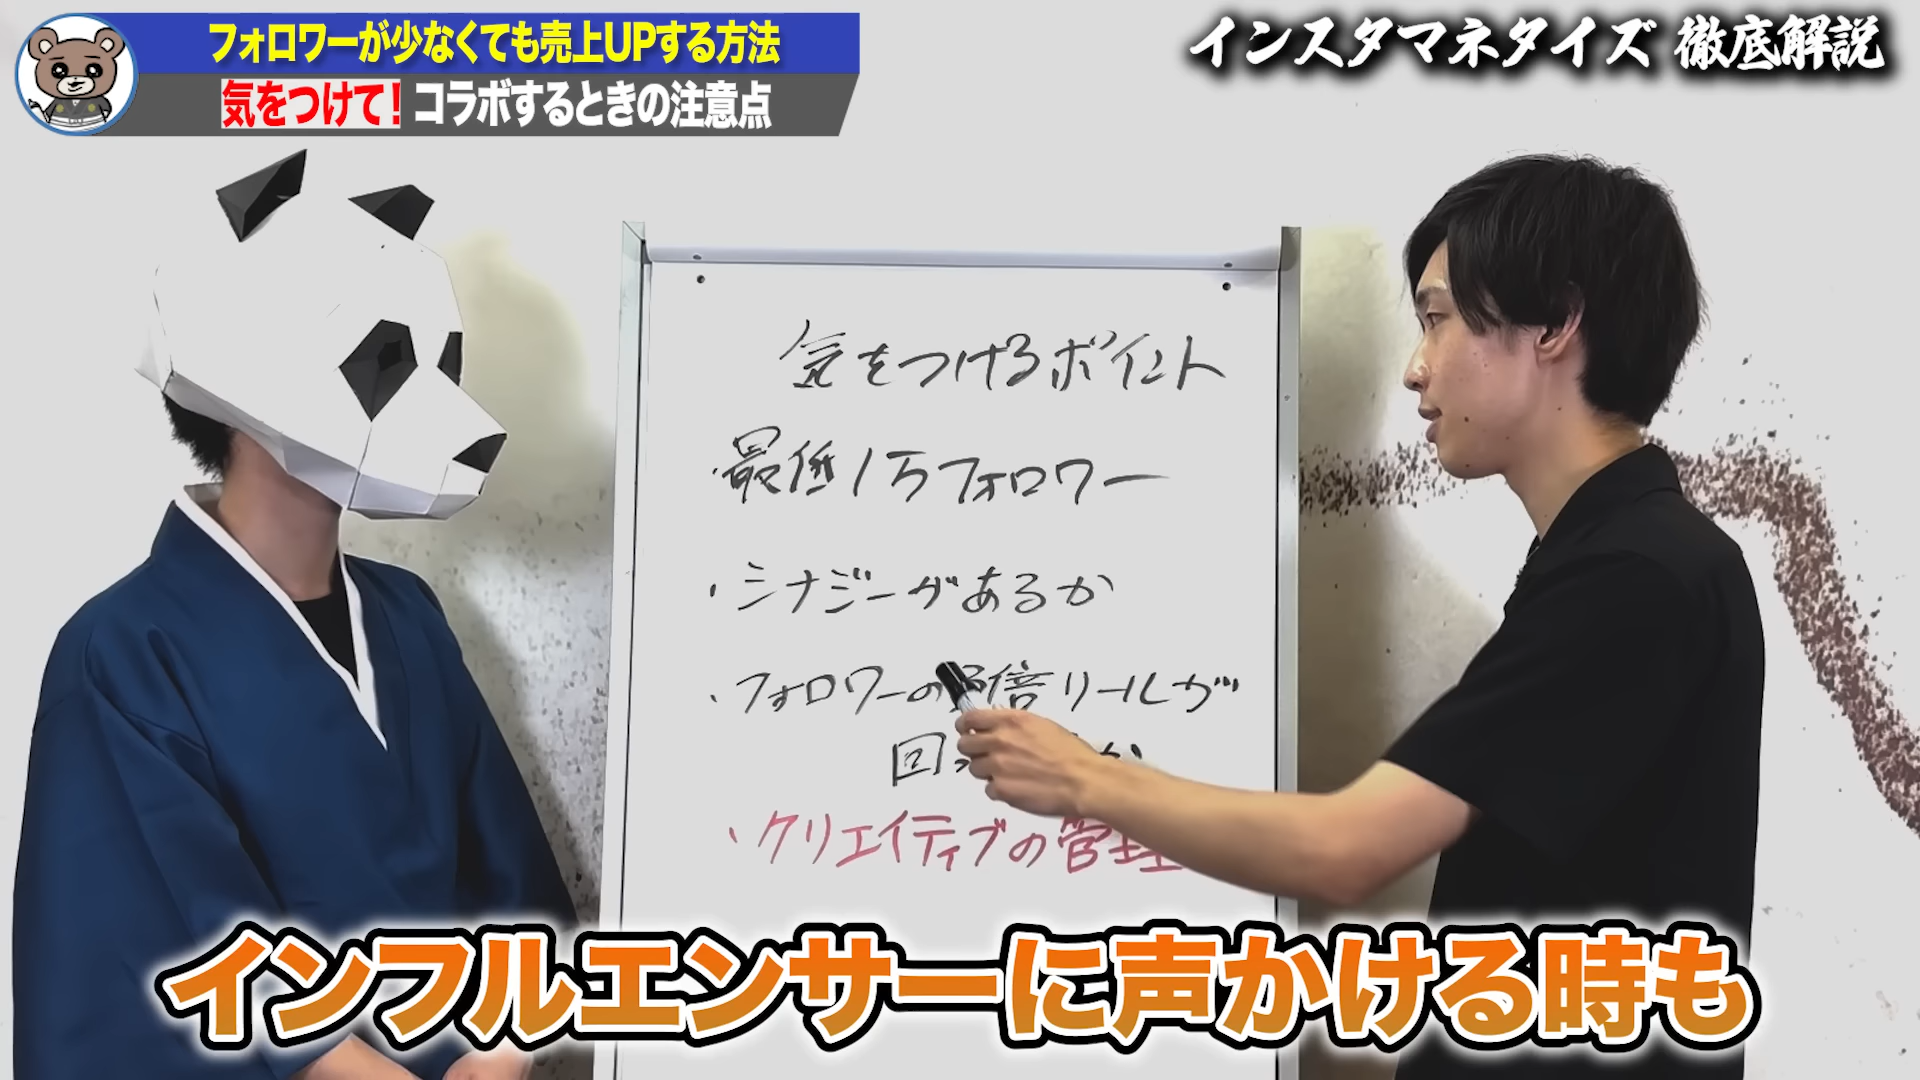 フォロワーが少なくても売上UPする方法
気をつけて！コラボするときの注意点
インスタマネタイズ 徹底解説
気をつけるポイント
・最低1万フォロワー
・シナジーがあるか
・フォロワーの 倍リールが
回 か
・クリエイティブの管理
インフルエンサーに声かける時も